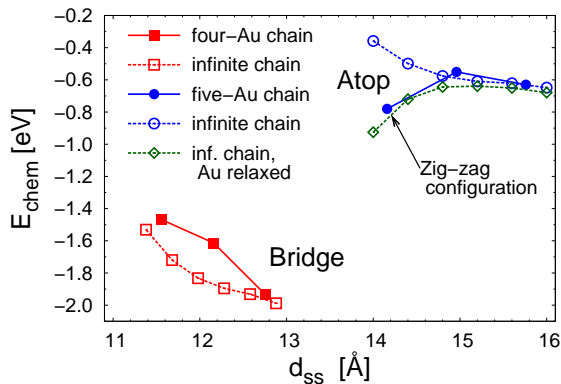 -0.2
-0.4
-0.6
-0.8
-1.0
-1.2
-1.4
-1.6
-1.8
-2.0
E_chem [eV]
four-Au chain
infinite chain
five-Au chain
infinite chain
inf. chain,
Au relaxed
Atop
Zig-zag
configuration
Bridge
11 12 13 14 15 16
d_ss [Å]